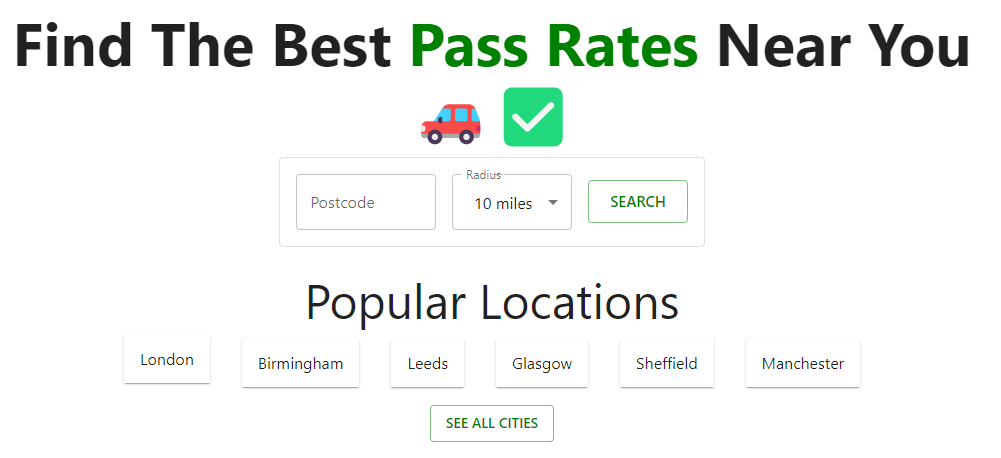 Find The Best Pass Rates Near You
Radius
Postcode 10 miles SEARCH
Popular Locations
London Birmingham Leeds Glasgow Sheffield Manchester
SEE ALL CITIES